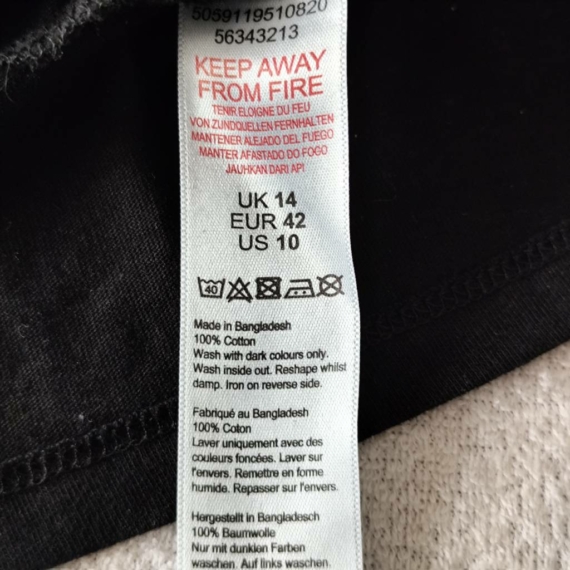 5059119510820
56343213
KEEP AWAY
FROM FIRE
TENIR ELOIGNE DU FEU
VON ZUNDQUELLEN FERNHALTEN
MANTENER ALEJADO DEL FUEGO
MANTER AFASTADO DO FOGO
JAUHKAN DARI API
UK 14
EUR 42
US 10
40
Made in Bangladesh
100% Cotton
Wash with dark colours only.
Wash inside out. Reshape whilst
damp. Iron on reverse side.
Fabriqué au Bangladesh
100% Coton
Laver uniquement avec des
couleurs foncées. Laver sur
l'envers. Remettre en forme
humide. Repasser sur l'envers.
Hergestellt in Bangladesch
100% Baumwolle
Nur mit dunklen Farben
waschen. Auf links waschen.